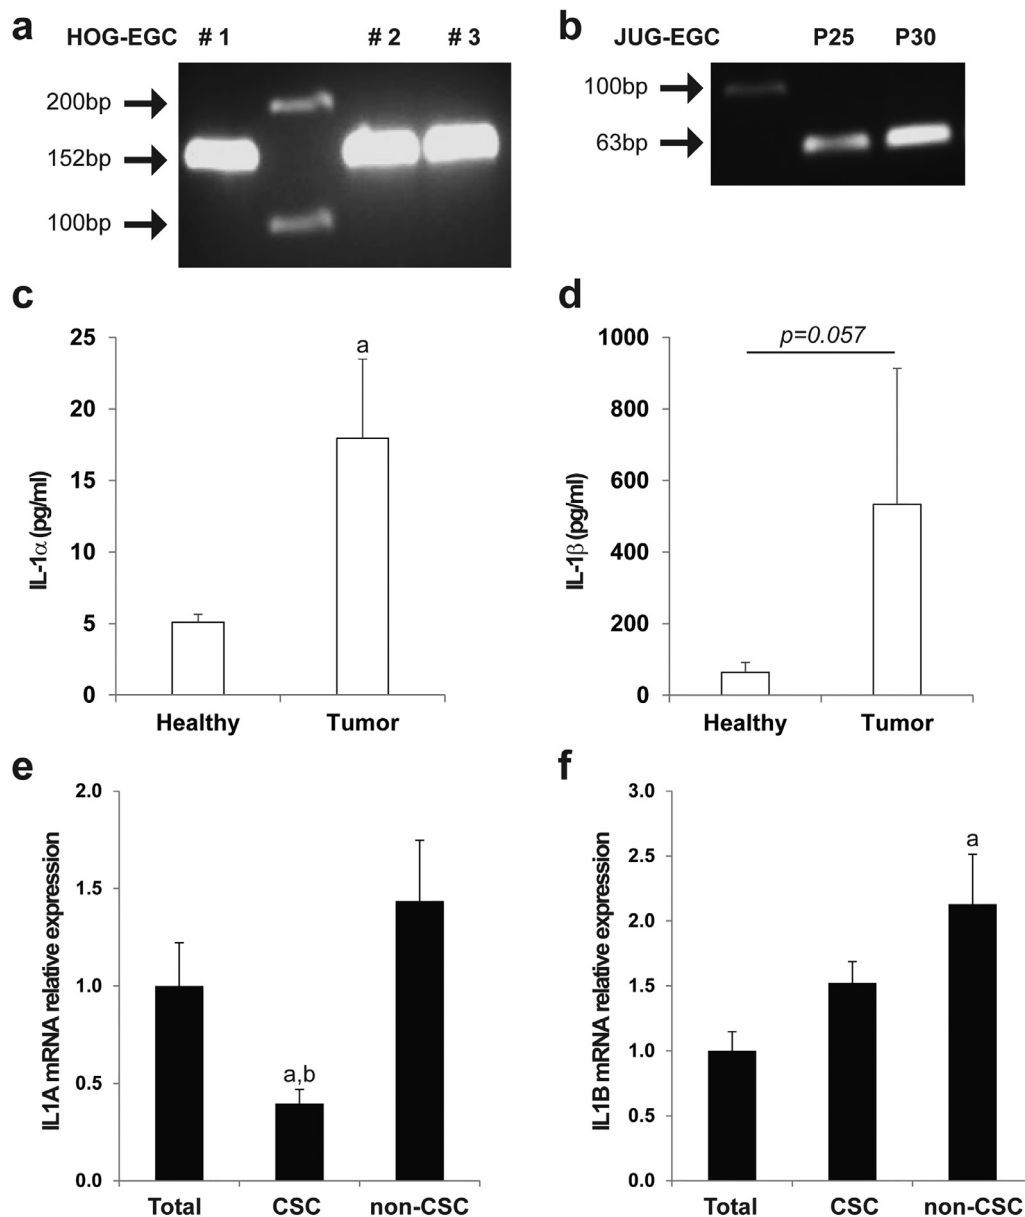 a
HOG-EGC # 1 # 2 # 3
200bp
152bp
100bp
b
JUG-EGC P25 P30
100bp
63bp
c
IL-1α (pg/ml)
25
a
20
15
10
5
0
Healthy Tumor
d
IL-1β (pg/ml)
1000
p=0.057
800
600
400
200
0
Healthy Tumor
e
IL1A mRNA relative expression
2.0
1.5
1.0
0.5
a,b
0.0
Total CSC non-CSC
f
IL1B mRNA relative expression
3.0
a
2.5
2.0
1.5
1.0
0.5
0.0
Total CSC non-CSC